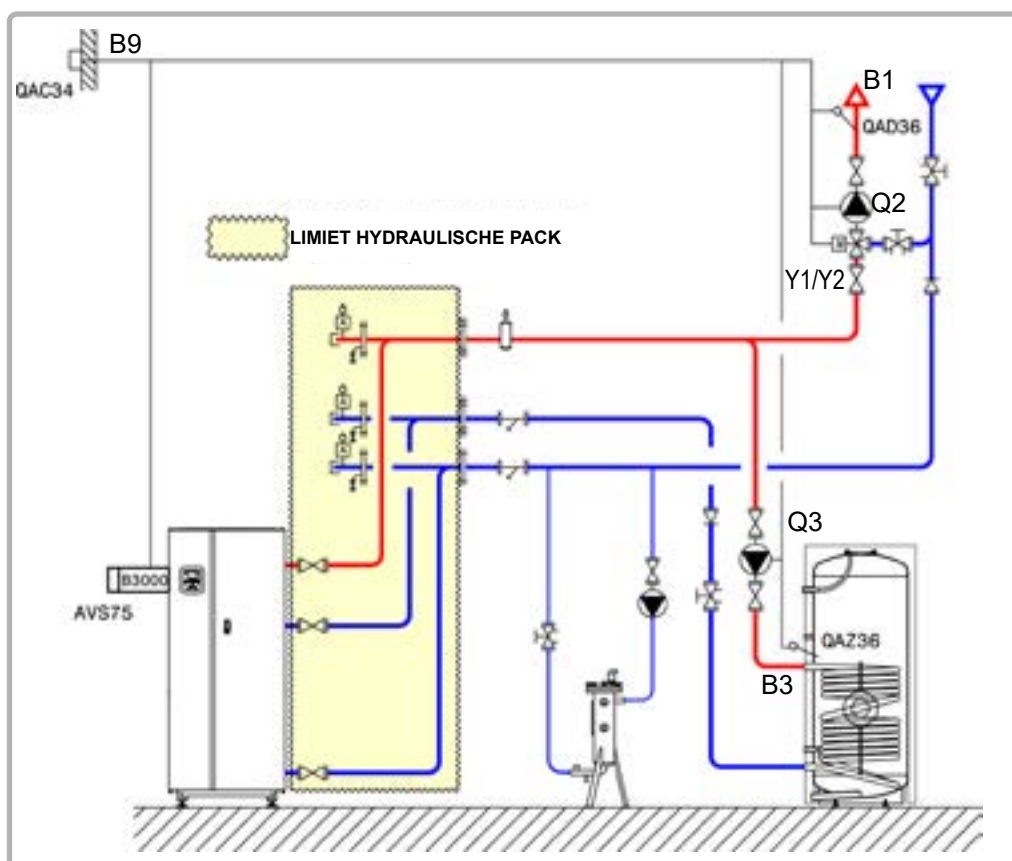 B9
QAC34
B1
QAD36
Q2
LIMIET HYDRAULISCHE PACK
Y1/Y2
Q3
B3000
AVS75
QAZ36
B3